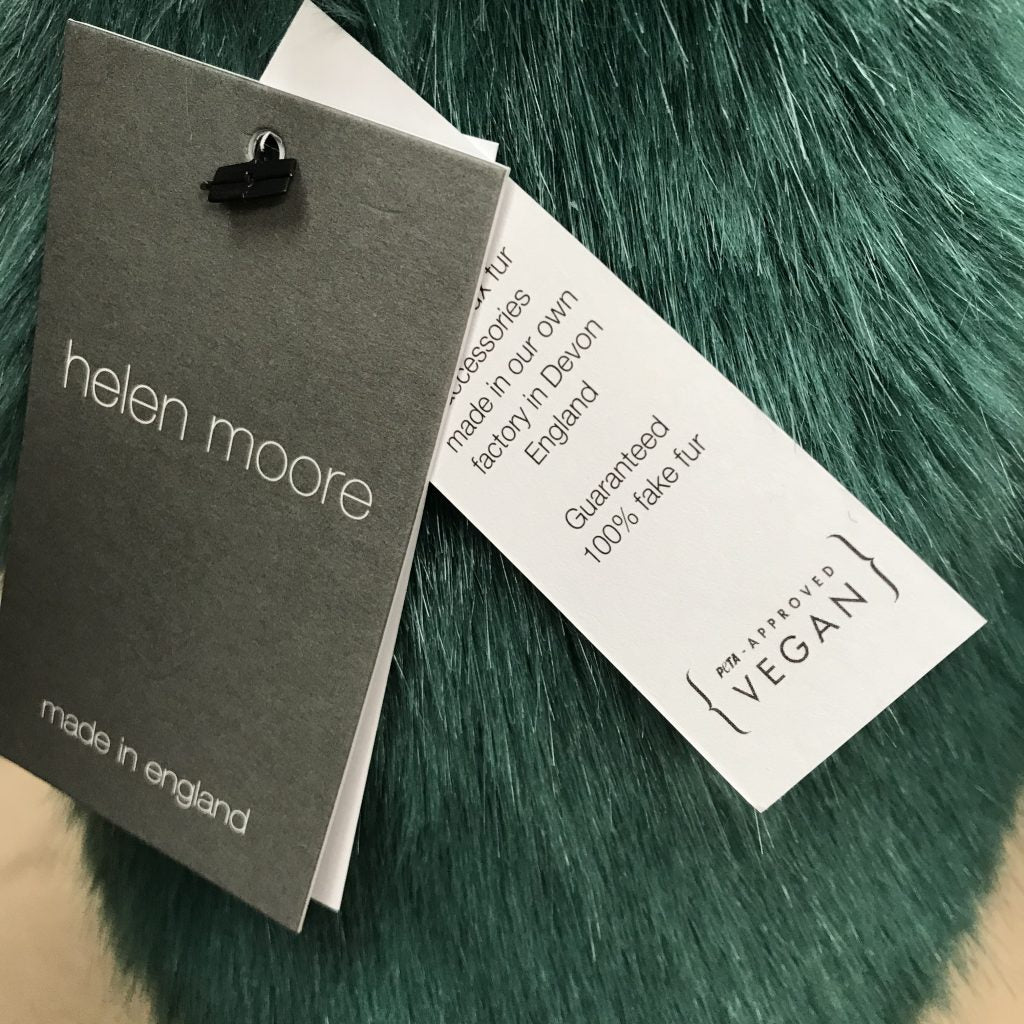 helen moore
made in england
fur
accessories
made in our own
factory in Devon
England
Guaranteed
100% fake fur
PETA-APPROVED
VEGAN